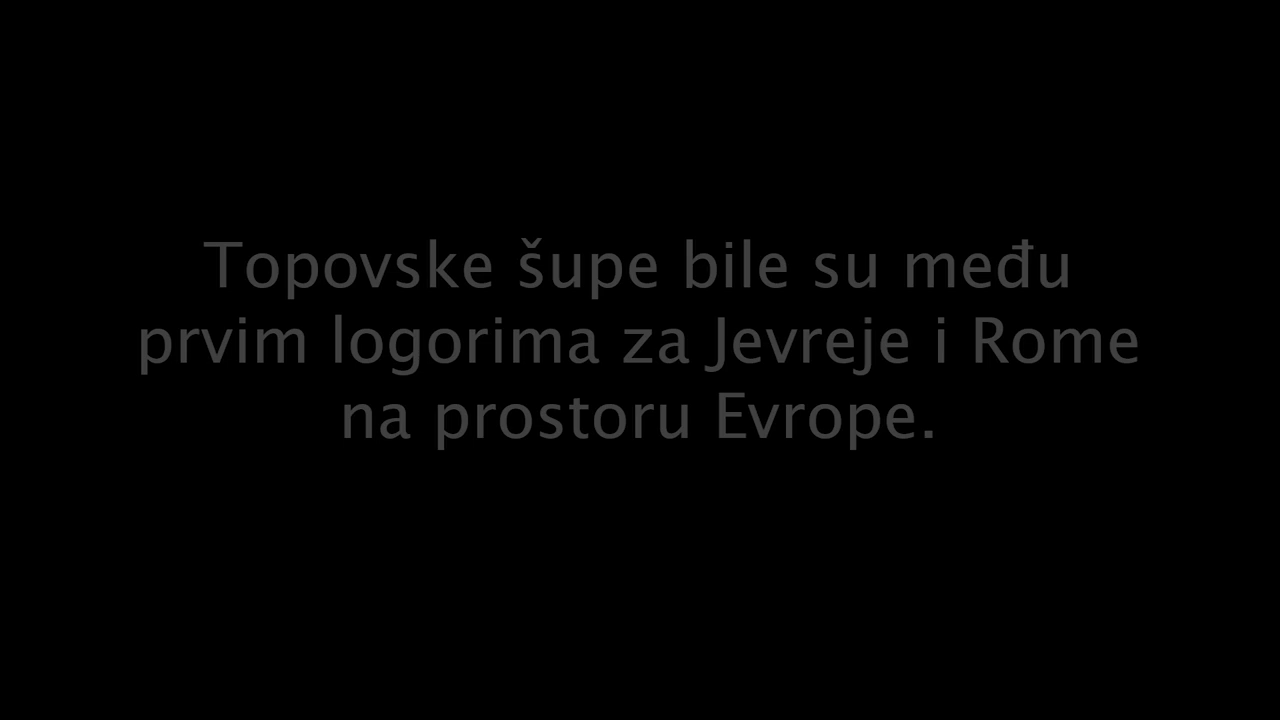 Topovske šupe bile su među
prvim logorima za Jevreje i Rome
na prostoru Evrope.